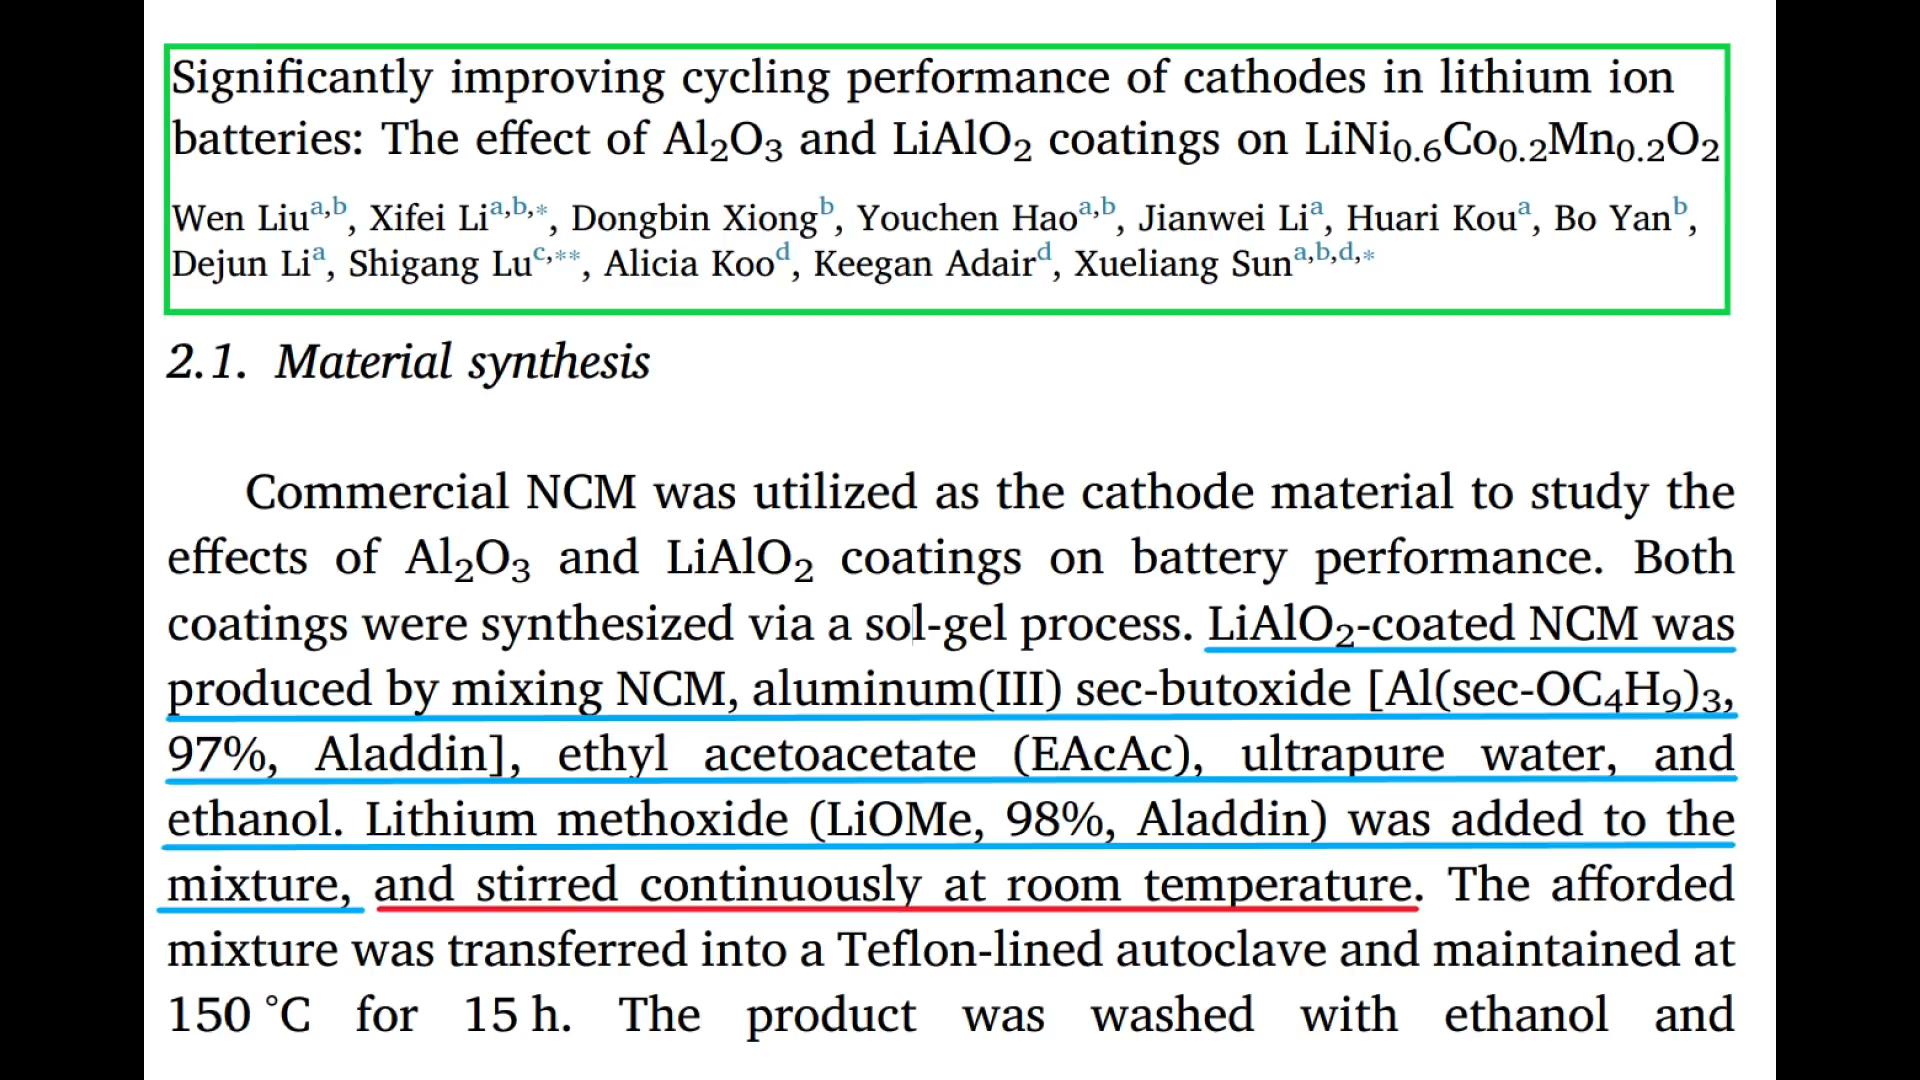 Significantly improving cycling performance of cathodes in lithium ion
batteries: The effect of Al₂O₃ and LiAlO₂ coatings on LiNi₀.₆Co₀.₂Mn₀.₂O₂
Wen Liuᵃ,ᵇ, Xifei Liᵃ,ᵇ,*, Dongbin Xiongᵇ, Youchen Haoᵃ,ᵇ, Jianwei Liᵃ, Huari Kouᵃ, Bo Yanᵇ,
Dejun Liᵃ, Shigang Luᶜ,**, Alicia Kooᵈ, Keegan Adairᵈ, Xueliang Sunᵃ,ᵇ,ᵈ,*
2.1. Material synthesis
Commercial NCM was utilized as the cathode material to study the
effects of Al₂O₃ and LiAlO₂ coatings on battery performance. Both
coatings were synthesized via a sol-gel process. LiAlO₂-coated NCM was
produced by mixing NCM, aluminum(III) sec-butoxide [Al(sec-OC₄H₉)₃,
97%, Aladdin], ethyl acetoacetate (EAcAc), ultrapure water, and
ethanol. Lithium methoxide (LiOMe, 98%, Aladdin) was added to the
mixture, and stirred continuously at room temperature. The afforded
mixture was transferred into a Teflon-lined autoclave and maintained at
150 °C for 15 h. The product was washed with ethanol and